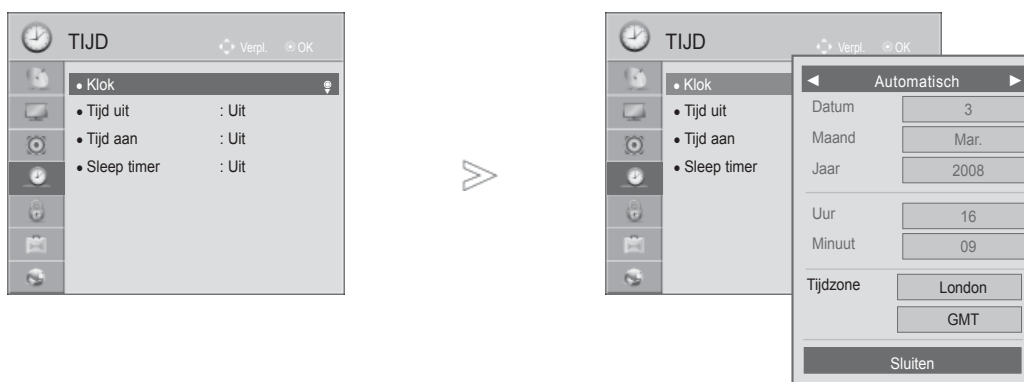 TIJD
Verpl. OK
• Klok
• Tijd uit : Uit
• Tijd aan : Uit
• Sleep timer : Uit
TIJD
Verpl. OK
• Klok
• Tijd uit
• Tijd aan
• Sleep timer
◄ Automatisch ►
Datum 3
Maand Mar.
Jaar 2008
Uur 16
Minuut 09
Tijdzone London
GMT
Sluiten